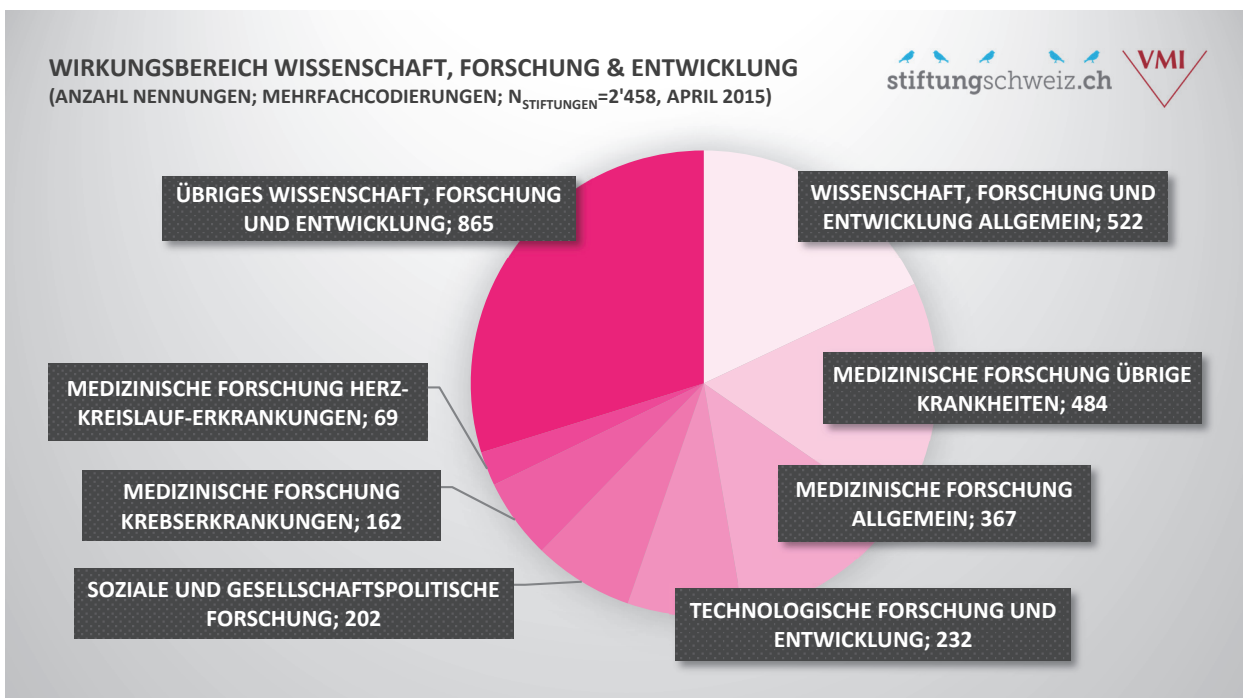 WIRKUNGSBEREICH WISSENSCHAFT, FORSCHUNG & ENTWICKLUNG
(ANZAHL NENNUNGEN; MEHRFACHCODIERUNGEN; NSTIFTUNGEN=2'458, APRIL 2015)
stiftungschweiz.ch
VMI
ÜBRIGES WISSENSCHAFT, FORSCHUNG
UND ENTWICKLUNG; 865
WISSENSCHAFT, FORSCHUNG UND
ENTWICKLUNG ALLGEMEIN; 522
MEDIZINISCHE FORSCHUNG HERZ-
KREISLAUF-ERKRANKUNGEN; 69
MEDIZINISCHE FORSCHUNG ÜBRIGE
KRANKHEITEN; 484
MEDIZINISCHE FORSCHUNG
KREBSERKRANKUNGEN; 162
MEDIZINISCHE FORSCHUNG
ALLGEMEIN; 367
SOZIALE UND GESELLSCHAFTSPOLITISCHE
FORSCHUNG; 202
TECHNOLOGISCHE FORSCHUNG UND
ENTWICKLUNG; 232